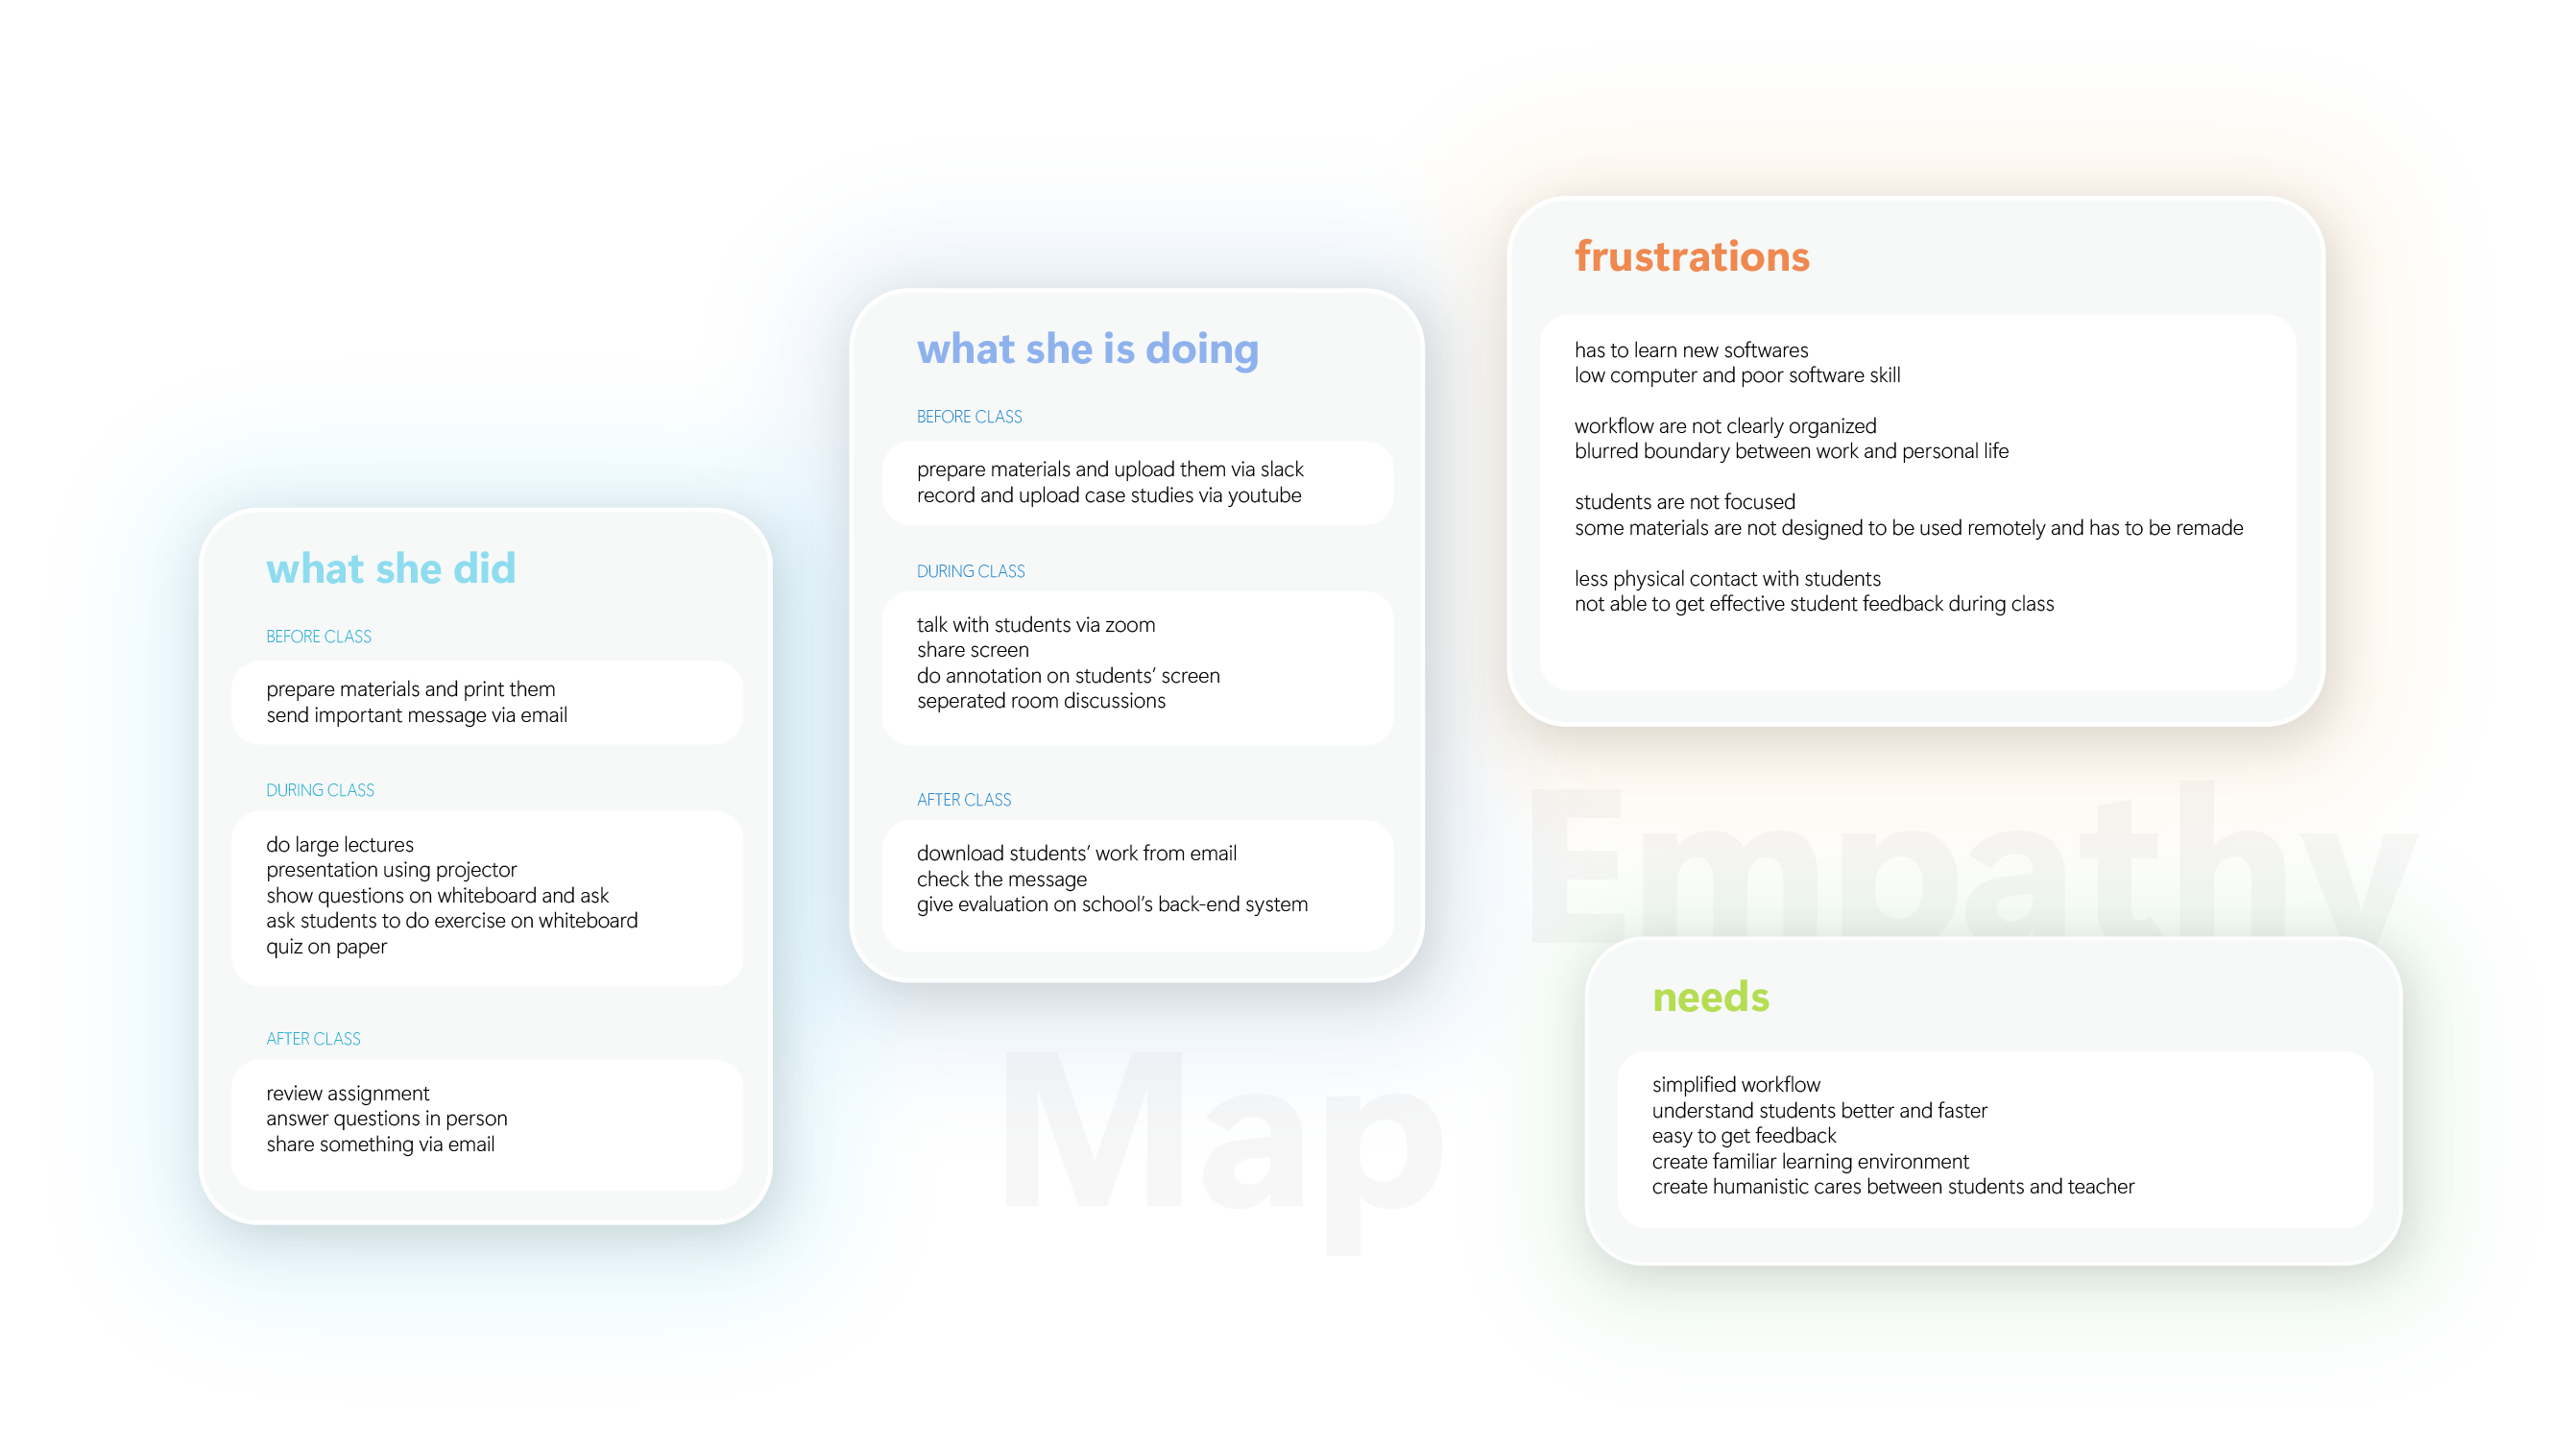 what she did
BEFORE CLASS
prepare materials and print them
send important message via email
DURING CLASS
do large lectures
presentation using projector
show questions on whiteboard and ask
ask students to do exercise on whiteboard
quiz on paper
AFTER CLASS
review assignment
answer questions in person
share something via email
what she is doing
BEFORE CLASS
prepare materials and upload them via slack
record and upload case studies via youtube
DURING CLASS
talk with students via zoom
share screen
do annotation on students’ screen
seperated room discussions
AFTER CLASS
download students’ work from email
check the message
give evaluation on school’s back-end system
frustrations
has to learn new softwares
low computer and poor software skill
workflow are not clearly organized
blurred boundary between work and personal life
students are not focused
some materials are not designed to be used remotely and has to be remade
less physical contact with students
not able to get effective student feedback during class
Empathy
Map
needs
simplified workflow
understand students better and faster
easy to get feedback
create familiar learning environment
create humanistic cares between students and teacher